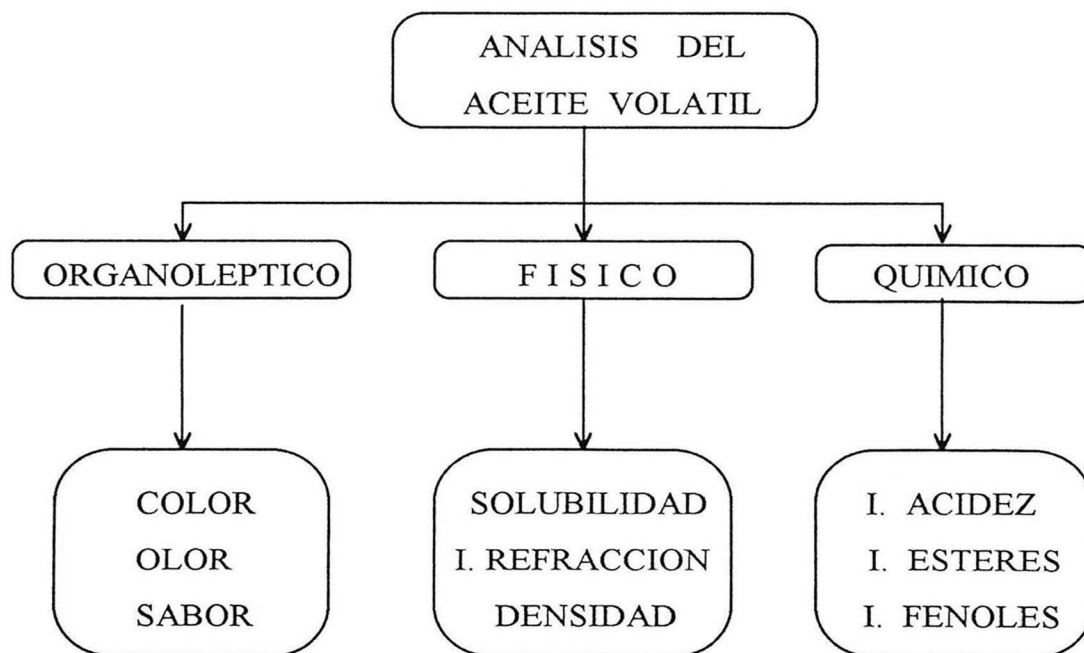 ANALISIS DEL
ACEITE VOLATIL
ORGANOLEPTICO
F I S I C O
QUIMICO
COLOR
OLOR
SABOR
SOLUBILIDAD
I. REFRACCION
DENSIDAD
I. ACIDEZ
I. ESTERES
I. FENOLES